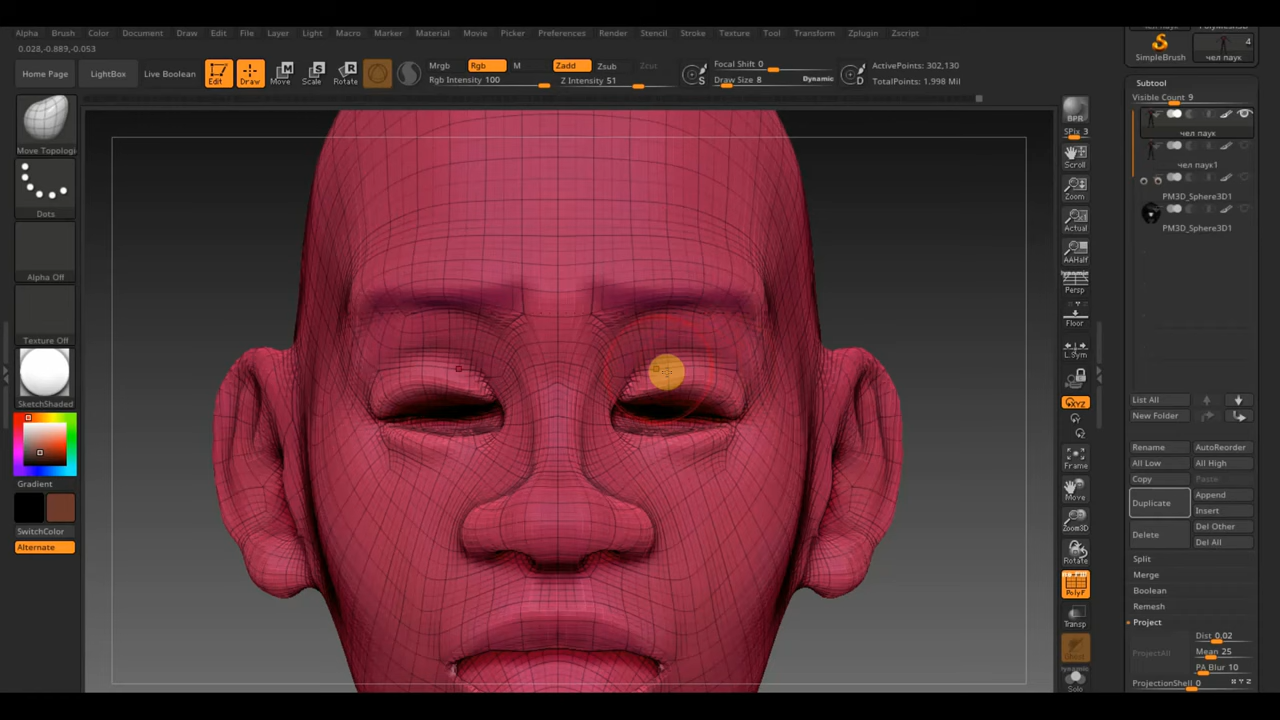 Alpha Brush Color Document Draw Edit File Layer Light Macro Marker Material Movie Picker Preferences Render Stencil Stroke Texture Tool Transform Zplugin Zscript
0.028,-0.889,-0.053
Home Page
LightBox
Live Boolean
Edit
Draw
Move
Scale
Rotate
Mrgb
Rgb
M
Rgb Intensity 100
Zadd
Zsub
Zcut
Z Intensity 51
S
Focal Shift 0
Draw Size 8
Dynamic
D
ActivePoints: 302,130
TotalPoints: 1.998 Mil
Move Topologi
Dots
Alpha Off
Texture Off
SketchShaded
Gradient
SwitchColor
Alternate
BPR
SPix 3
Scroll
Zoom
Actual
AAHalf
Dynamic
Persp
Floor
L.Sym
XYZ
Frame
Move
Zoom3D
Rotate
PolyF
Transp
Solo
SimpleBrush
4
чел паук
Subtool
Visible Count 9
чел паук
чел паук1
PM3D_Sphere3D1
PM3D_Sphere3D1
List All
New Folder
Rename
AutoReorder
All Low
All High
Copy
Paste
Duplicate
Append
Insert
Delete
Del Other
Del All
Split
Merge
Boolean
Remesh
Project
ProjectAll
Dist 0.02
Mean 25
PA Blur 10
ProjectionShell 0
X Y Z